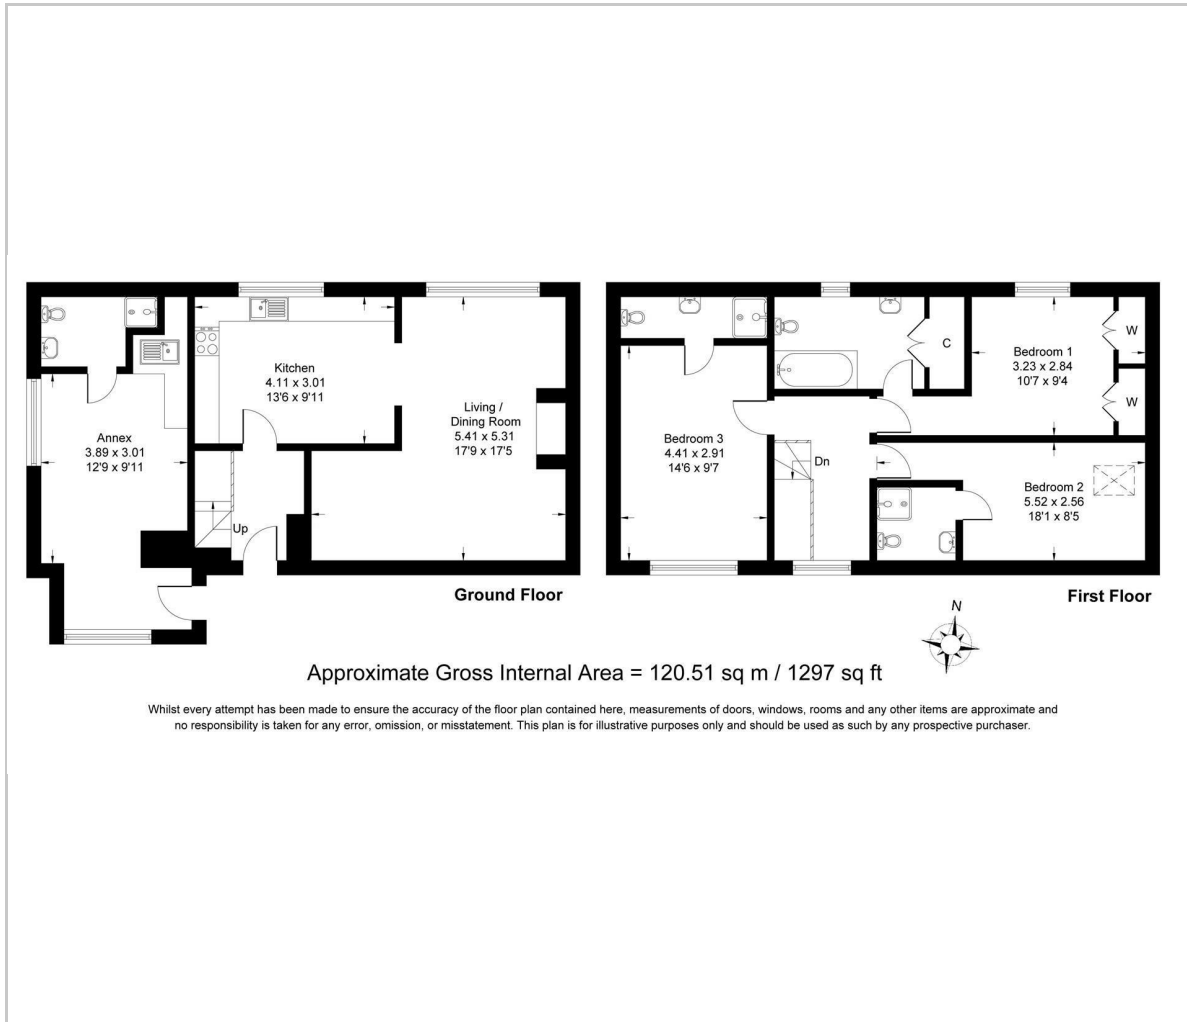 Annex
3.89 x 3.01
12'9 x 9'11
Kitchen
4.11 x 3.01
13'6 x 9'11
Living /
Dining Room
5.41 x 5.31
17'9 x 17'5
Up
Ground Floor
Bedroom 3
4.41 x 2.91
14'6 x 9'7
Dn
C
Bedroom 1
3.23 x 2.84
10'7 x 9'4
W
W
Bedroom 2
5.52 x 2.56
18'1 x 8'5
First Floor
N
Approximate Gross Internal Area = 120.51 sq m / 1297 sq ft
Whilst every attempt has been made to ensure the accuracy of the floor plan contained here, measurements of doors, windows, rooms and any other items are approximate and
no responsibility is taken for any error, omission, or misstatement. This plan is for illustrative purposes only and should be used as such by any prospective purchaser.